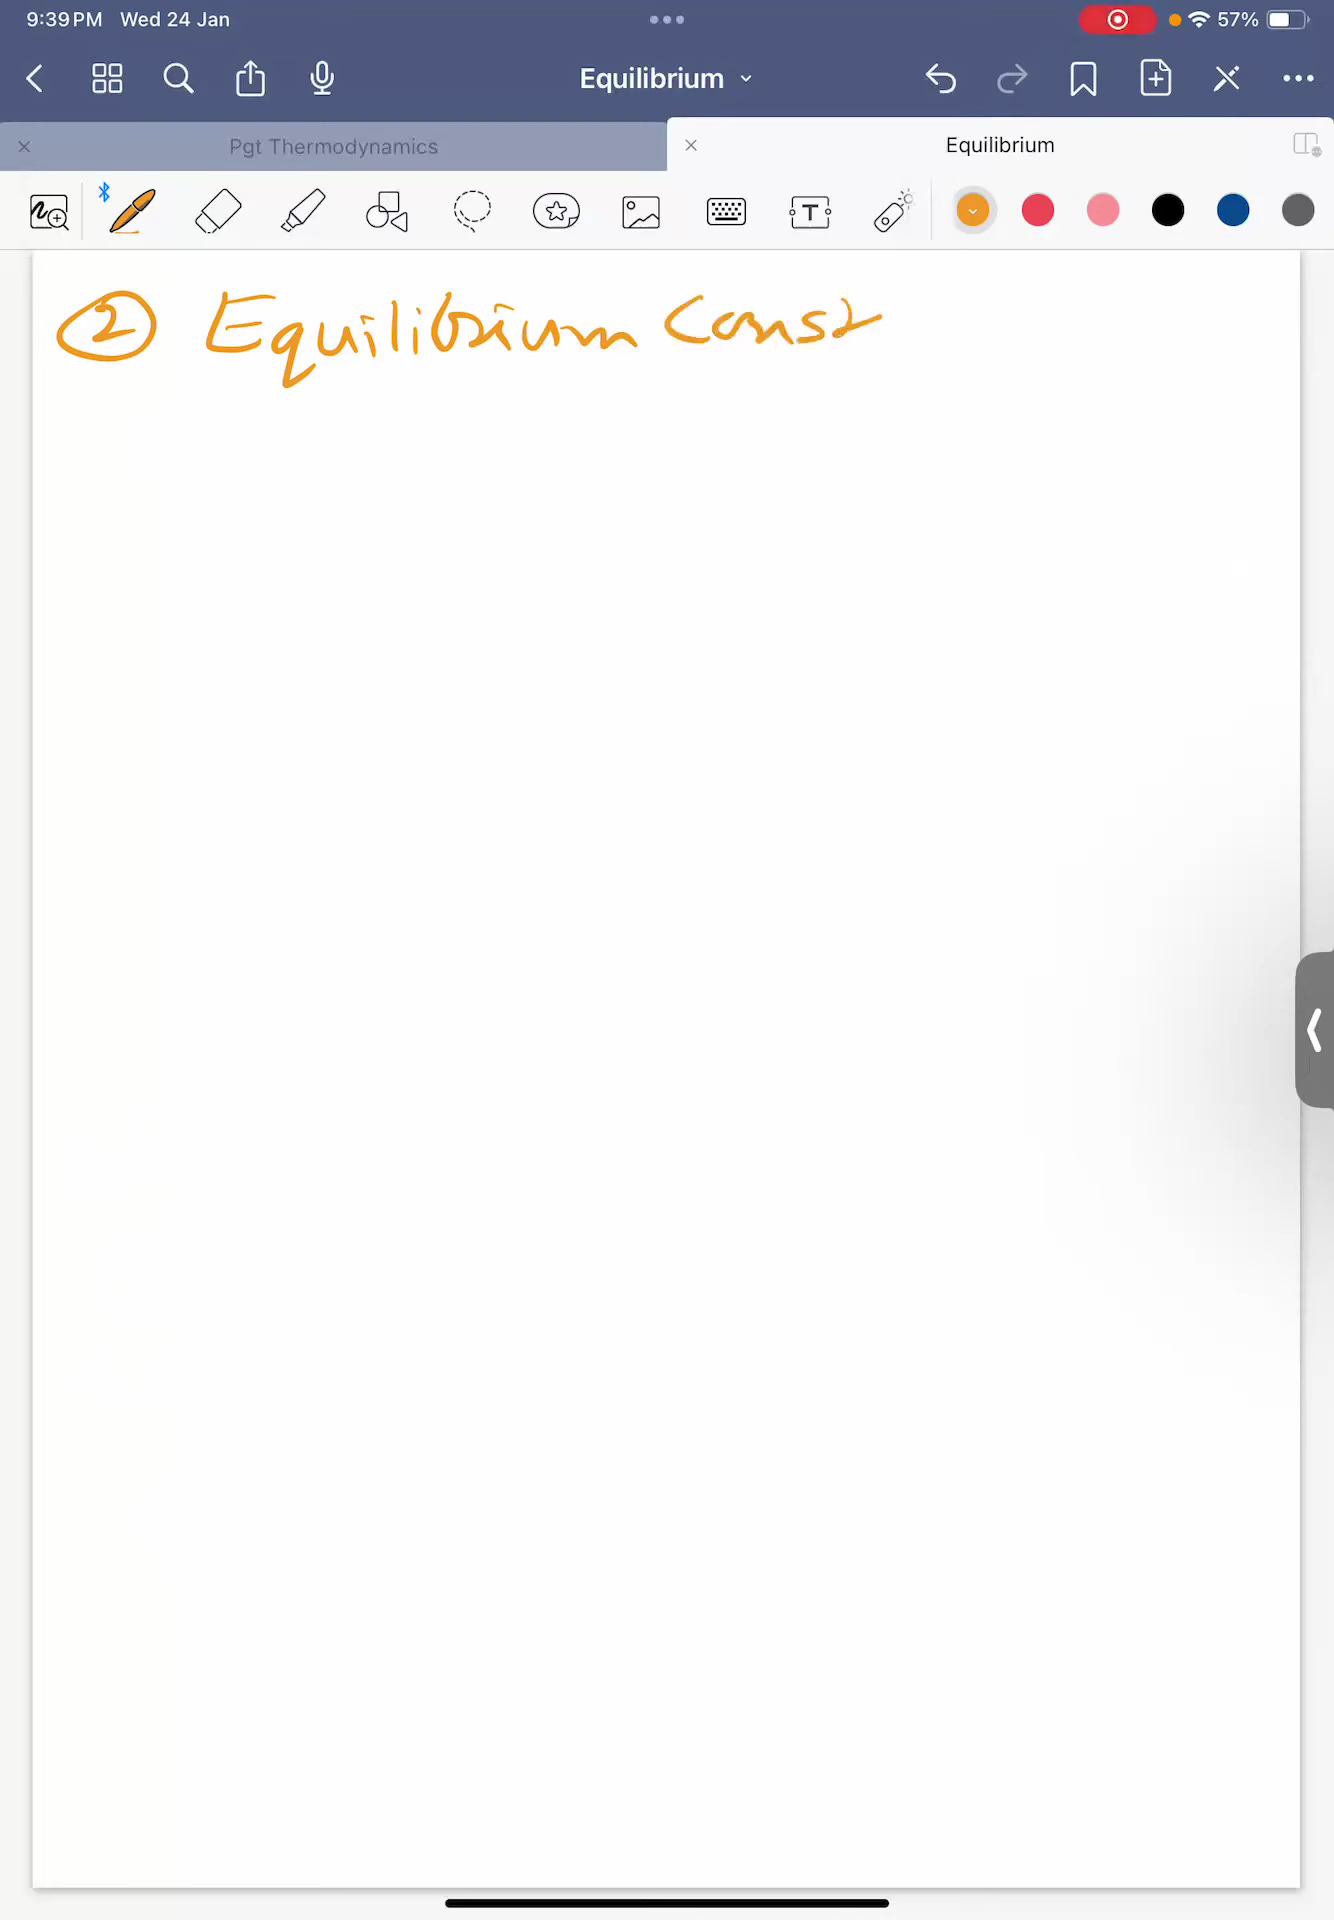 9:39 PM Wed 24 Jan 57%
Equilibrium
Pgt Thermodynamics Equilibrium
T
② Equilibrium Const